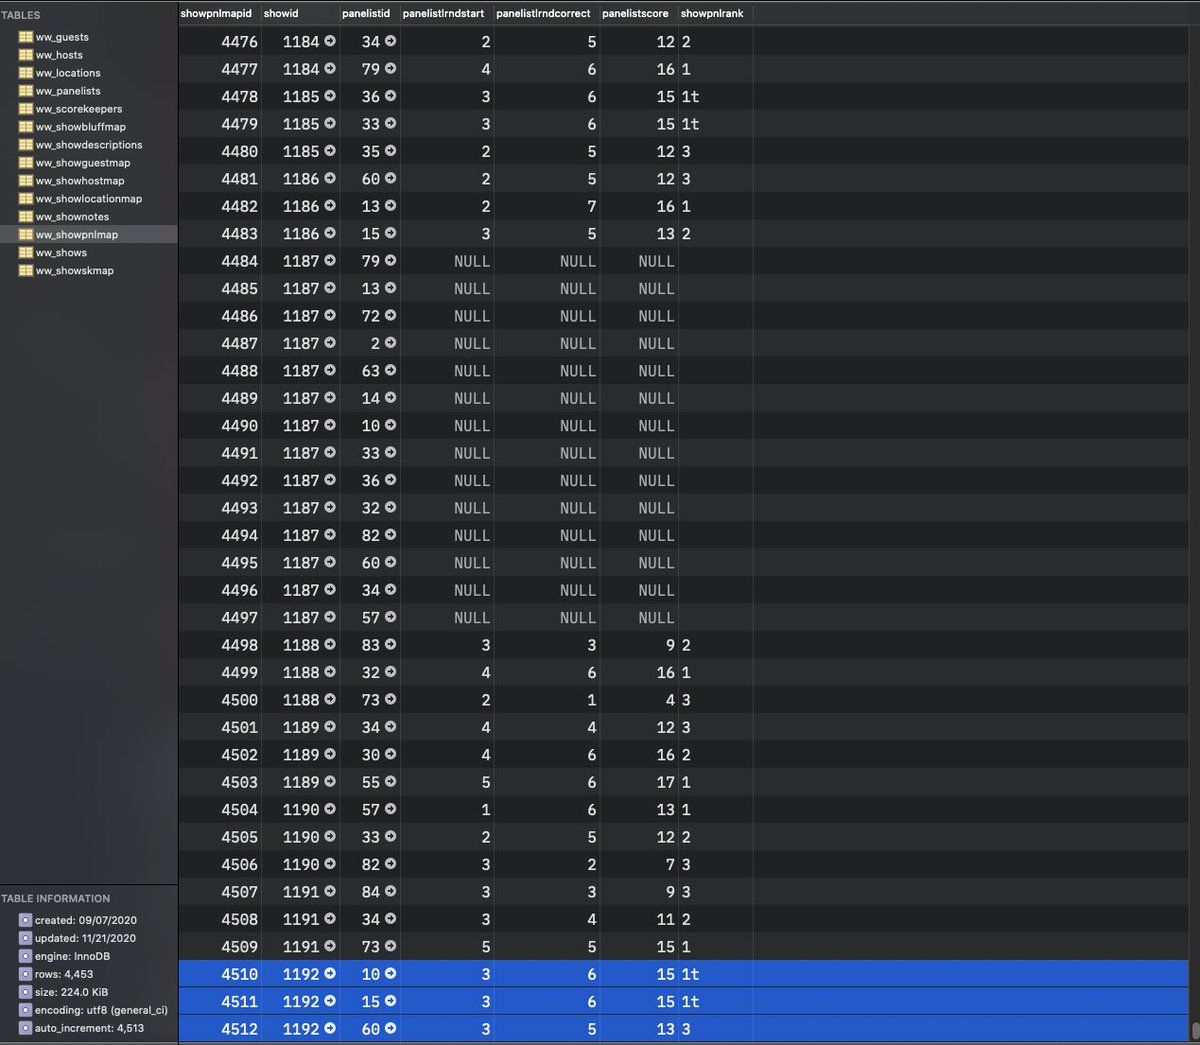 TABLES
ww_guests
ww_hosts
ww_locations
ww_panelists
ww_scorekeepers
ww_showbluffmap
ww_showdescriptions
ww_showguestmap
ww_showhostmap
ww_showlocationmap
ww_shownotes
ww_showpnlmap
ww_shows
ww_showskmap
TABLE INFORMATION
created: 09/07/2020
updated: 11/21/2020
engine: InnoDB
rows: 4,453
size: 224.0 KiB
encoding: utf8 (general_ci)
auto_increment: 4,513
showpnlmapid showid panelistid panelistlrndstart panelistlrndcorrect panelistscore showpnlrank
4476 1184 34 2 5 12 2
4477 1184 79 4 6 16 1
4478 1185 36 3 6 15 1t
4479 1185 33 3 6 15 1t
4480 1185 35 2 5 12 3
4481 1186 60 2 5 12 3
4482 1186 13 2 7 16 1
4483 1186 15 3 5 13 2
4484 1187 79 NULL NULL NULL
4485 1187 13 NULL NULL NULL
4486 1187 72 NULL NULL NULL
4487 1187 2 NULL NULL NULL
4488 1187 63 NULL NULL NULL
4489 1187 14 NULL NULL NULL
4490 1187 10 NULL NULL NULL
4491 1187 33 NULL NULL NULL
4492 1187 36 NULL NULL NULL
4493 1187 32 NULL NULL NULL
4494 1187 82 NULL NULL NULL
4495 1187 60 NULL NULL NULL
4496 1187 34 NULL NULL NULL
4497 1187 57 NULL NULL NULL
4498 1188 83 3 3 9 2
4499 1188 32 4 6 16 1
4500 1188 73 2 1 4 3
4501 1189 34 4 4 12 3
4502 1189 30 4 6 16 2
4503 1189 55 5 6 17 1
4504 1190 57 1 6 13 1
4505 1190 33 2 5 12 2
4506 1190 82 3 2 7 3
4507 1191 84 3 3 9 3
4508 1191 34 3 4 11 2
4509 1191 73 5 5 15 1
4510 1192 10 3 6 15 1t
4511 1192 15 3 6 15 1t
4512 1192 60 3 5 13 3